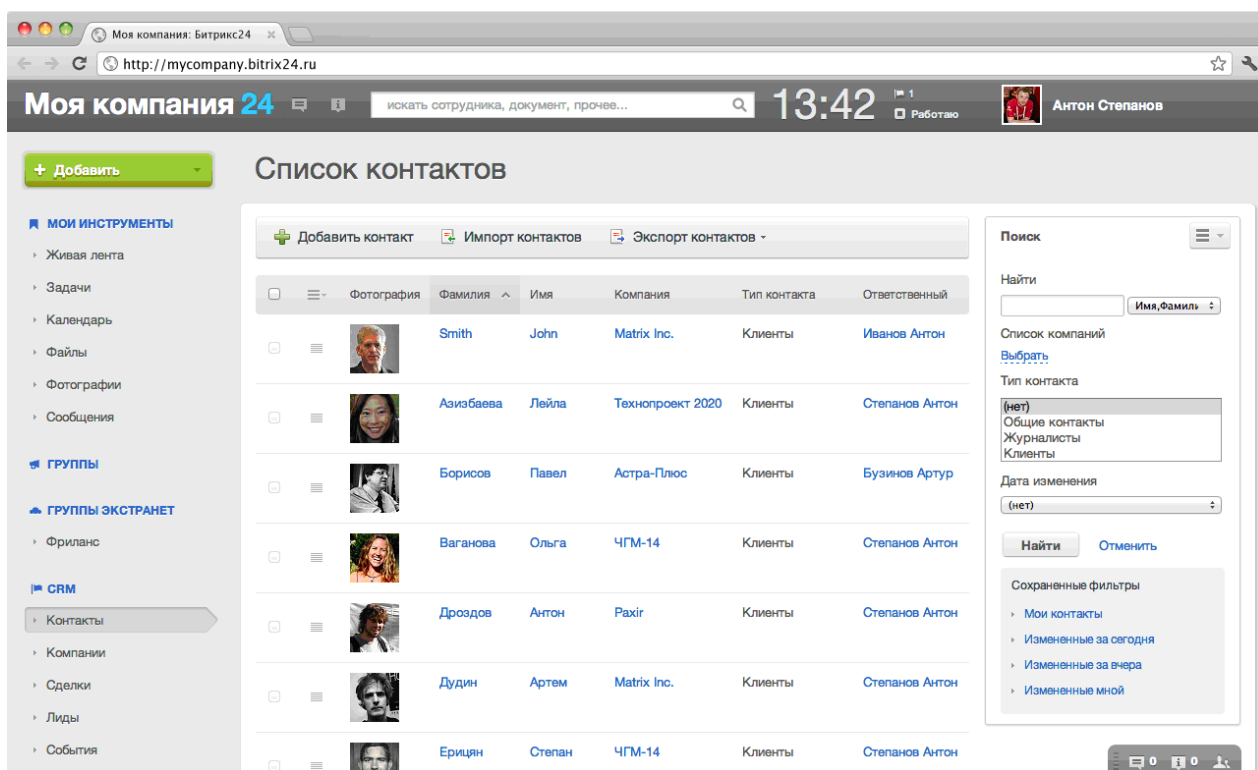 Моя компания: Битрикс24
http://mycompany.bitrix24.ru
Моя компания 24
искать сотрудника, документ, прочее...
13:42
1
Работаю
Антон Степанов
Добавить
Список контактов
МОИ ИНСТРУМЕНТЫ
Живая лента
Задачи
Календарь
Файлы
Фотографии
Сообщения
ГРУППЫ
ГРУППЫ ЭКСТРАНЕТ
Фриланс
CRM
Контакты
Компании
Сделки
Лиды
События
Добавить контакт Импорт контактов Экспорт контактов
Фотография Фамилия Имя Компания Тип контакта Ответственный
Smith John Matrix Inc. Клиенты Иванов Антон
Азизбаева Лейла Технопроект 2020 Клиенты Степанов Антон
Борисов Павел Астра-Плюс Клиенты Бузинов Артур
Ваганова Ольга ЧГМ-14 Клиенты Степанов Антон
Дроздов Антон Paxir Клиенты Степанов Антон
Дудин Артем Matrix Inc. Клиенты Степанов Антон
Ерицян Степан ЧГМ-14 Клиенты Степанов Антон
Поиск
Найти
Имя,Фамиль
Список компаний
Выбрать
Тип контакта
(нет)
Общие контакты
Журналисты
Клиенты
Дата изменения
(нет)
Найти Отменить
Сохраненные фильтры
Мои контакты
Измененные за сегодня
Измененные за вчера
Измененные мной
0 0